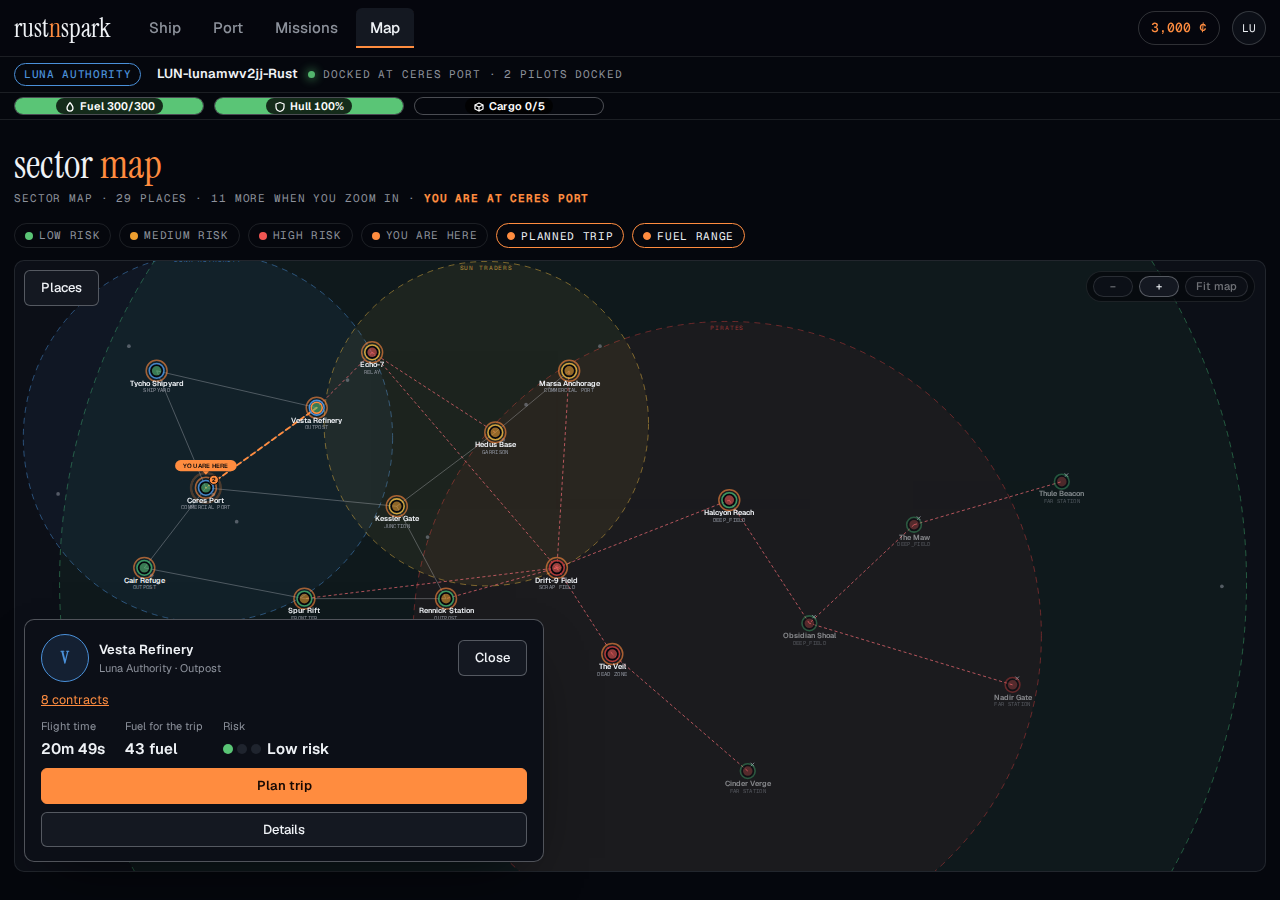 rustnspark Ship Port Missions Map 3,000 ¢ LU
LUNA AUTHORITY LUN-lunamwv2jj-Rust DOCKED AT CERES PORT · 2 PILOTS DOCKED
Fuel 300/300 Hull 100% Cargo 0/5
sector map
SECTOR MAP · 29 PLACES · 11 MORE WHEN YOU ZOOM IN · YOU ARE AT CERES PORT
LOW RISK MEDIUM RISK HIGH RISK YOU ARE HERE PLANNED TRIP FUEL RANGE
Places
SUN TRADERS
− + Fit map
PIRATES
Echo-7
RELAY
Tycho Shipyard
SHIPYARD
Marsa Anchorage
COMMERCIAL PORT
Vesta Refinery
OUTPOST
Hedus Base
GARRISON
YOU ARE HERE
2
Ceres Port
COMMERCIAL PORT
Thule Beacon
FAR STATION
Halcyon Reach
DEEP_FIELD
Kessler Gate
JUNCTION
The Maw
DEEP_FIELD
Cair Refuge
OUTPOST
Drift-9 Field
SCRAP FIELD
Spur Rift
FRONTIER
Rennick Station
OUTPOST
Obsidian Shoal
DEEP_FIELD
The Veil
DEAD ZONE
Nadir Gate
FAR STATION
Cinder Verge
FAR STATION
V
Vesta Refinery
Luna Authority · Outpost
Close
8 contracts
Flight time Fuel for the trip Risk
20m 49s 43 fuel Low risk
Plan trip
Details